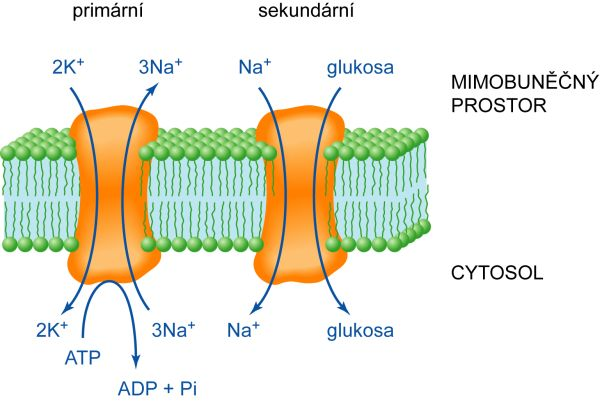 primární
sekundární
2K+
3Na+
Na+
glukosa
MIMOBUNĚČNÝ
PROSTOR
CYTOSOL
2K+
3Na+
Na+
glukosa
ATP
ADP + Pi